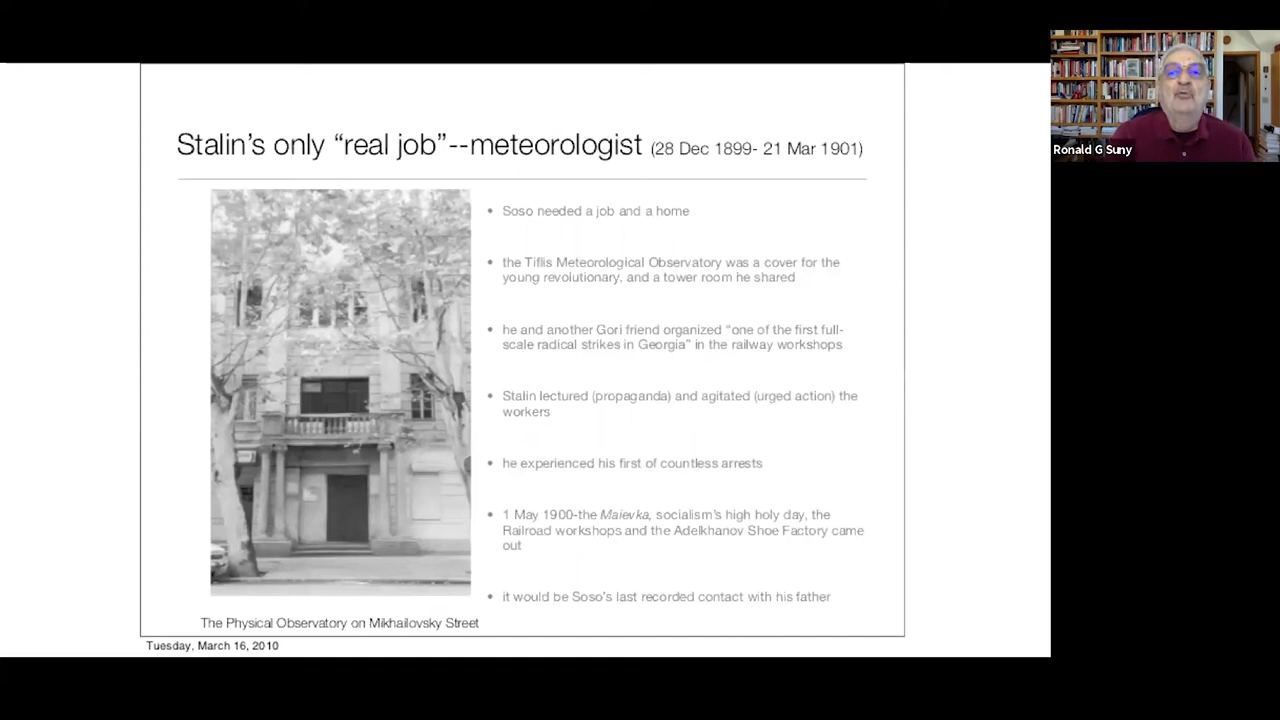 Stalin's only “real job”--meteorologist (28 Dec 1899- 21 Mar 1901)
• Soso needed a job and a home
• the Tiflis Meteorological Observatory was a cover for the
young revolutionary, and a tower room he shared
• he and another Gori friend organized “one of the first full-
scale radical strikes in Georgia” in the railway workshops
• Stalin lectured (propaganda) and agitated (urged action) the
workers
• he experienced his first of countless arrests
• 1 May 1900-the Maievka, socialism's high holy day, the
Railroad workshops and the Adelkhanov Shoe Factory came
out
• it would be Soso's last recorded contact with his father
The Physical Observatory on Mikhailovsky Street
Tuesday, March 16, 2010
Ronald G Suny